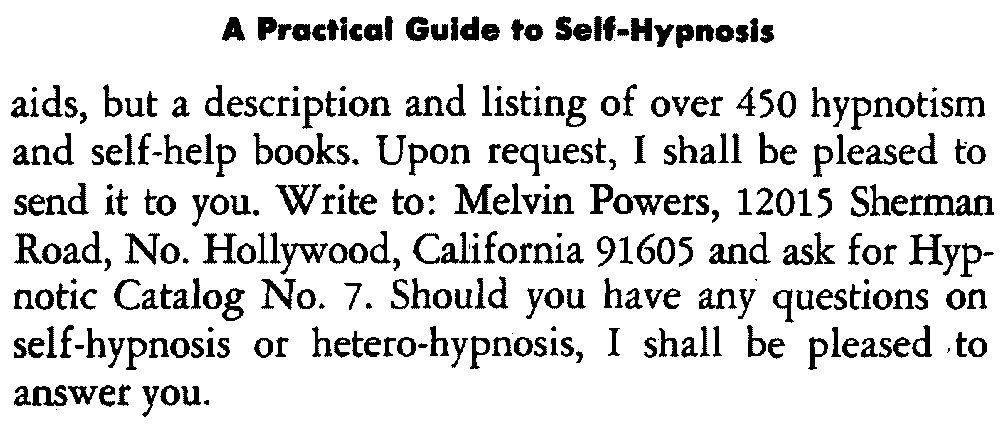 A Practical Guide to Self-Hypnosis
aids, but a description and listing of over 450 hypnotism
and self-help books. Upon request, I shall be pleased to
send it to you. Write to: Melvin Powers, 12015 Sherman
Road, No. Hollywood, California 91605 and ask for Hyp-
notic Catalog No. 7. Should you have any questions on
self-hypnosis or hetero-hypnosis, I shall be pleased to
answer you.